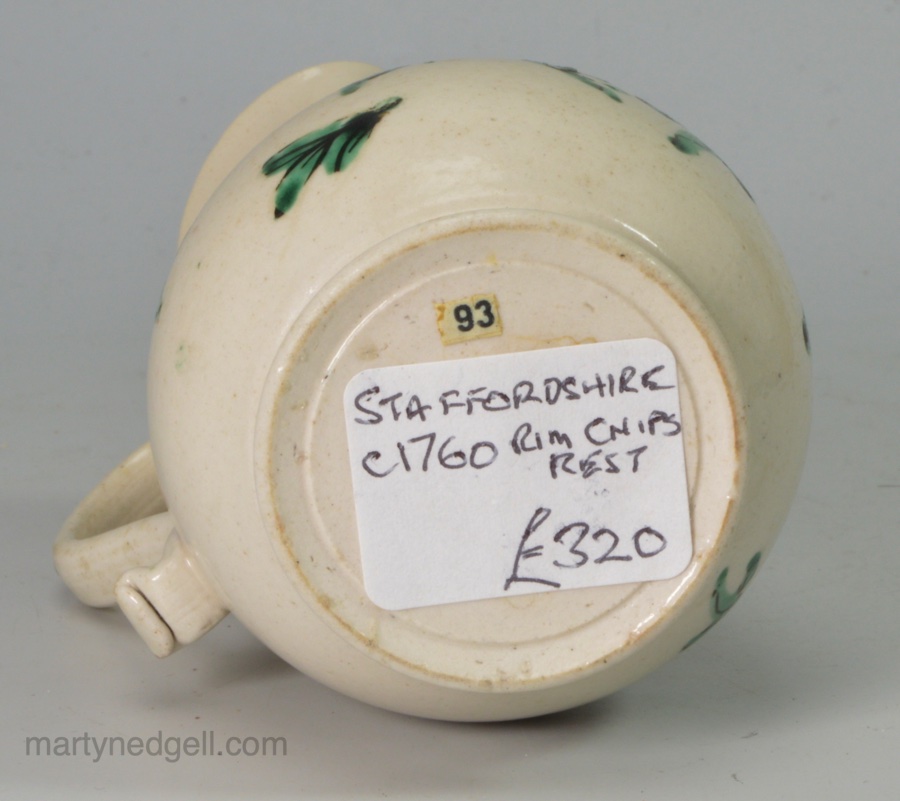 93
STAFFORDSHIRE
C1760 RIM CHIPS
REST
£320
martynedgell.com